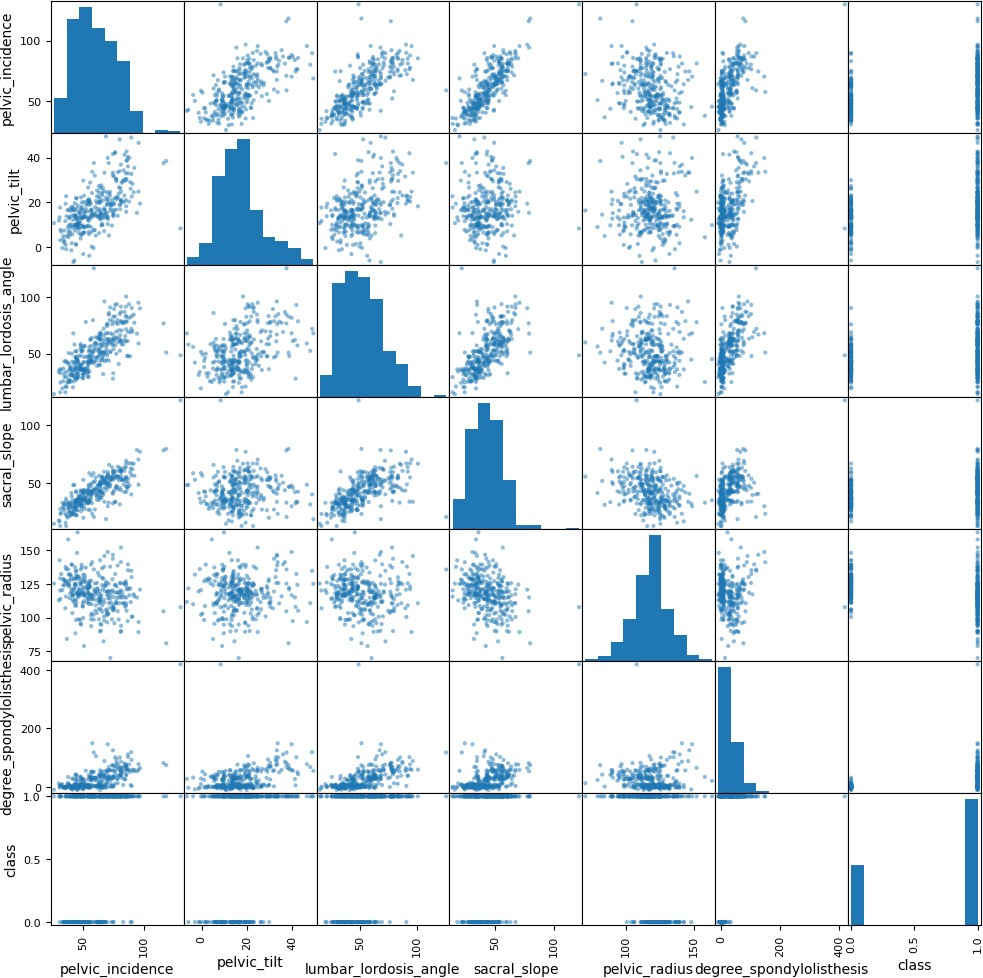 pelvic_incidence
100
50
pelvic_tilt
40
20
0
lumbar_lordosis_angle
100
50
sacral_slope
100
50
pelvic_radius
150
125
100
75
degree_spondylolisthesis
400
200
0
class
1.0
0.5
0.0
50 100 0 20 40 50 100 50 100 100 150 0 200 400 0.0 0.5 1.0
pelvic_incidence pelvic_tilt lumbar_lordosis_angle sacral_slope pelvic_radius degree_spondylolisthesis class